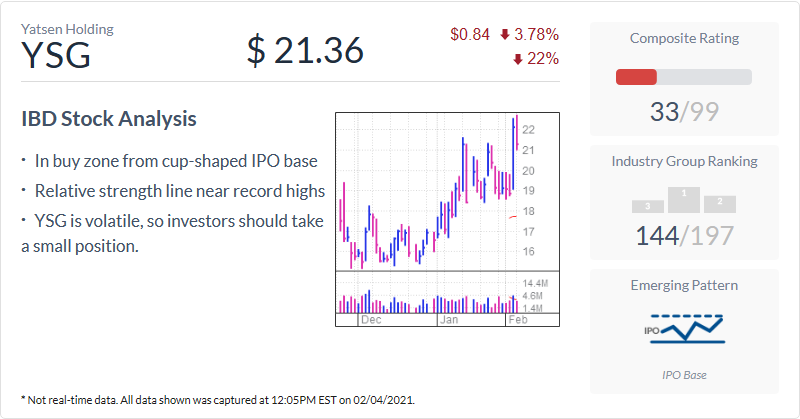 Yatsen Holding
YSG
$ 21.36
$0.84 3.78%
22%
IBD Stock Analysis
• In buy zone from cup-shaped IPO base
• Relative strength line near record highs
• YSG is volatile, so investors should take
a small position.
22
21
20
19
18
17
16
14.4M
4.6M
1.4M
Dec Jan Feb
Composite Rating
33/99
Industry Group Ranking
1
3 2
144/197
Emerging Pattern
IPO
IPO Base
* Not real-time data. All data shown was captured at 12:05PM EST on 02/04/2021.